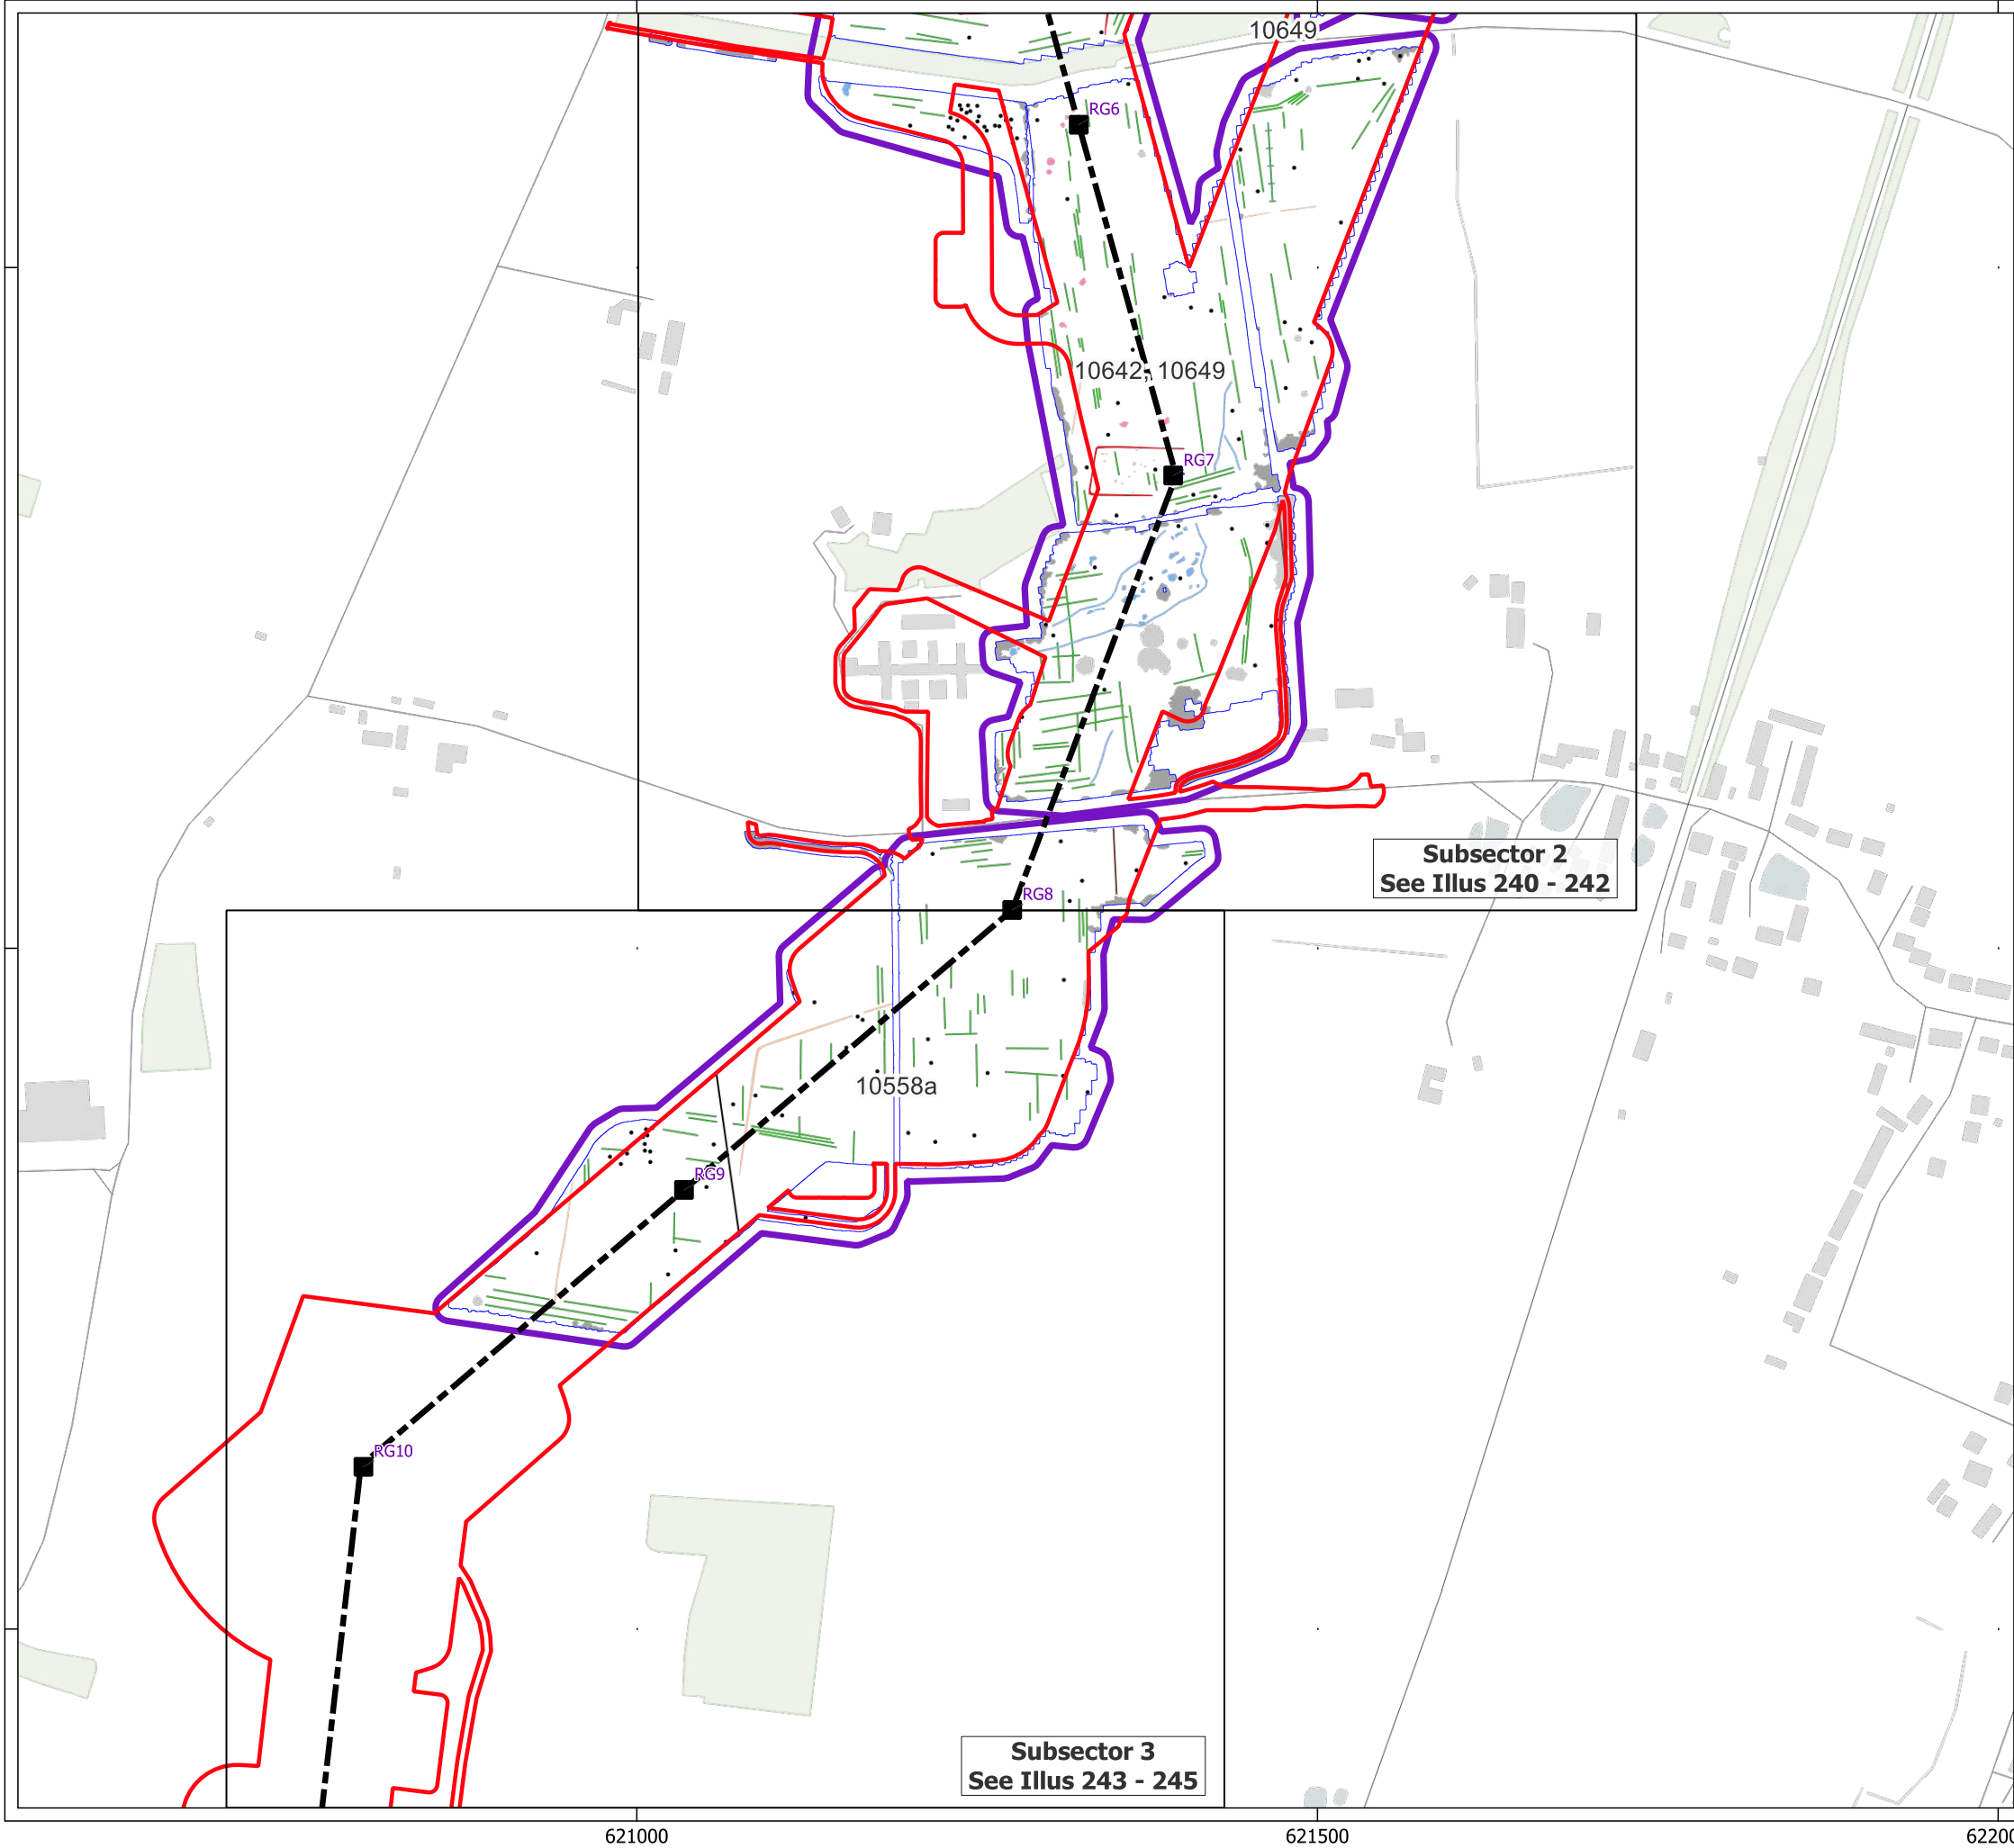 10649
RG6
10642, 10649
RG7
Subsector 2
See Illus 240 - 242
RG8
10558a
RG9
RG10
Subsector 3
See Illus 243 - 245
621000
621500